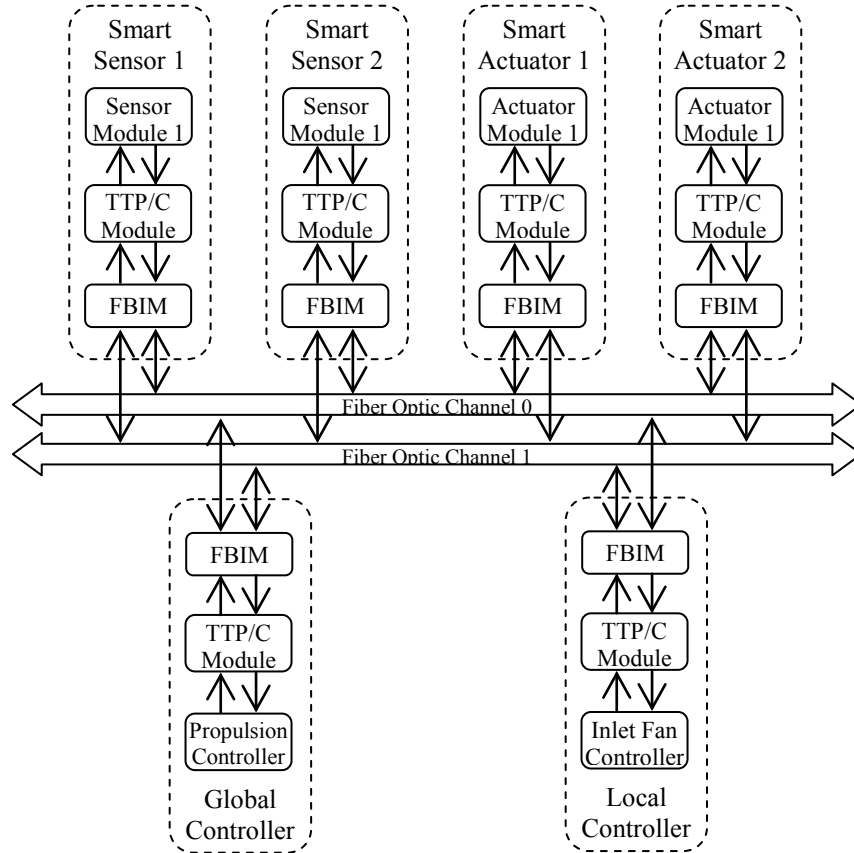 Smart
Sensor 1
Smart
Sensor 2
Smart
Actuator 1
Smart
Actuator 2
Sensor
Module 1
Sensor
Module 1
Actuator
Module 1
Actuator
Module 1
TTP/C
Module
TTP/C
Module
TTP/C
Module
TTP/C
Module
FBIM
FBIM
FBIM
FBIM
Fiber Optic Channel 0
Fiber Optic Channel 1
FBIM
FBIM
TTP/C
Module
TTP/C
Module
Propulsion
Controller
Inlet Fan
Controller
Global
Controller
Local
Controller